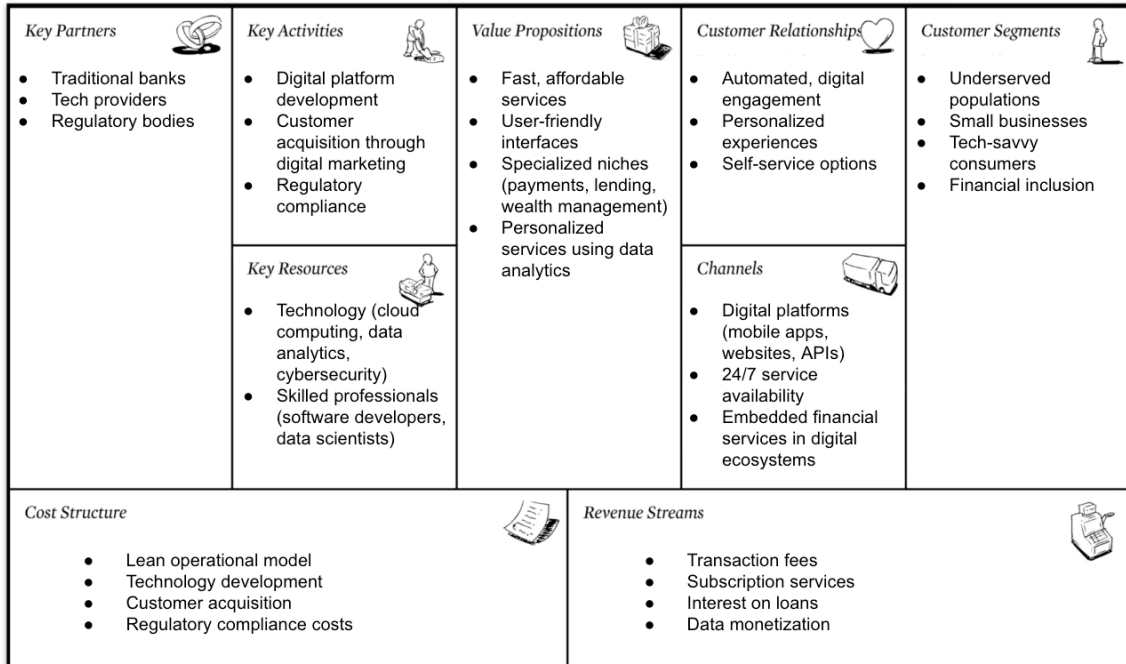 Key Partners
● Traditional banks
● Tech providers
● Regulatory bodies
Key Activities
● Digital platform
development
● Customer
acquisition through
digital marketing
● Regulatory
compliance
Key Resources
● Technology (cloud
computing, data
analytics,
cybersecurity)
● Skilled professionals
(software developers,
data scientists)
Value Propositions
● Fast, affordable
services
● User-friendly
interfaces
● Specialized niches
(payments, lending,
wealth management)
● Personalized
services using data
analytics
Customer Relationships
● Automated, digital
engagement
● Personalized
experiences
● Self-service options
Channels
● Digital platforms
(mobile apps,
websites, APIs)
● 24/7 service
availability
● Embedded financial
services in digital
ecosystems
Customer Segments
● Underserved
populations
● Small businesses
● Tech-savvy
consumers
● Financial inclusion
Cost Structure
● Lean operational model
● Technology development
● Customer acquisition
● Regulatory compliance costs
Revenue Streams
● Transaction fees
● Subscription services
● Interest on loans
● Data monetization